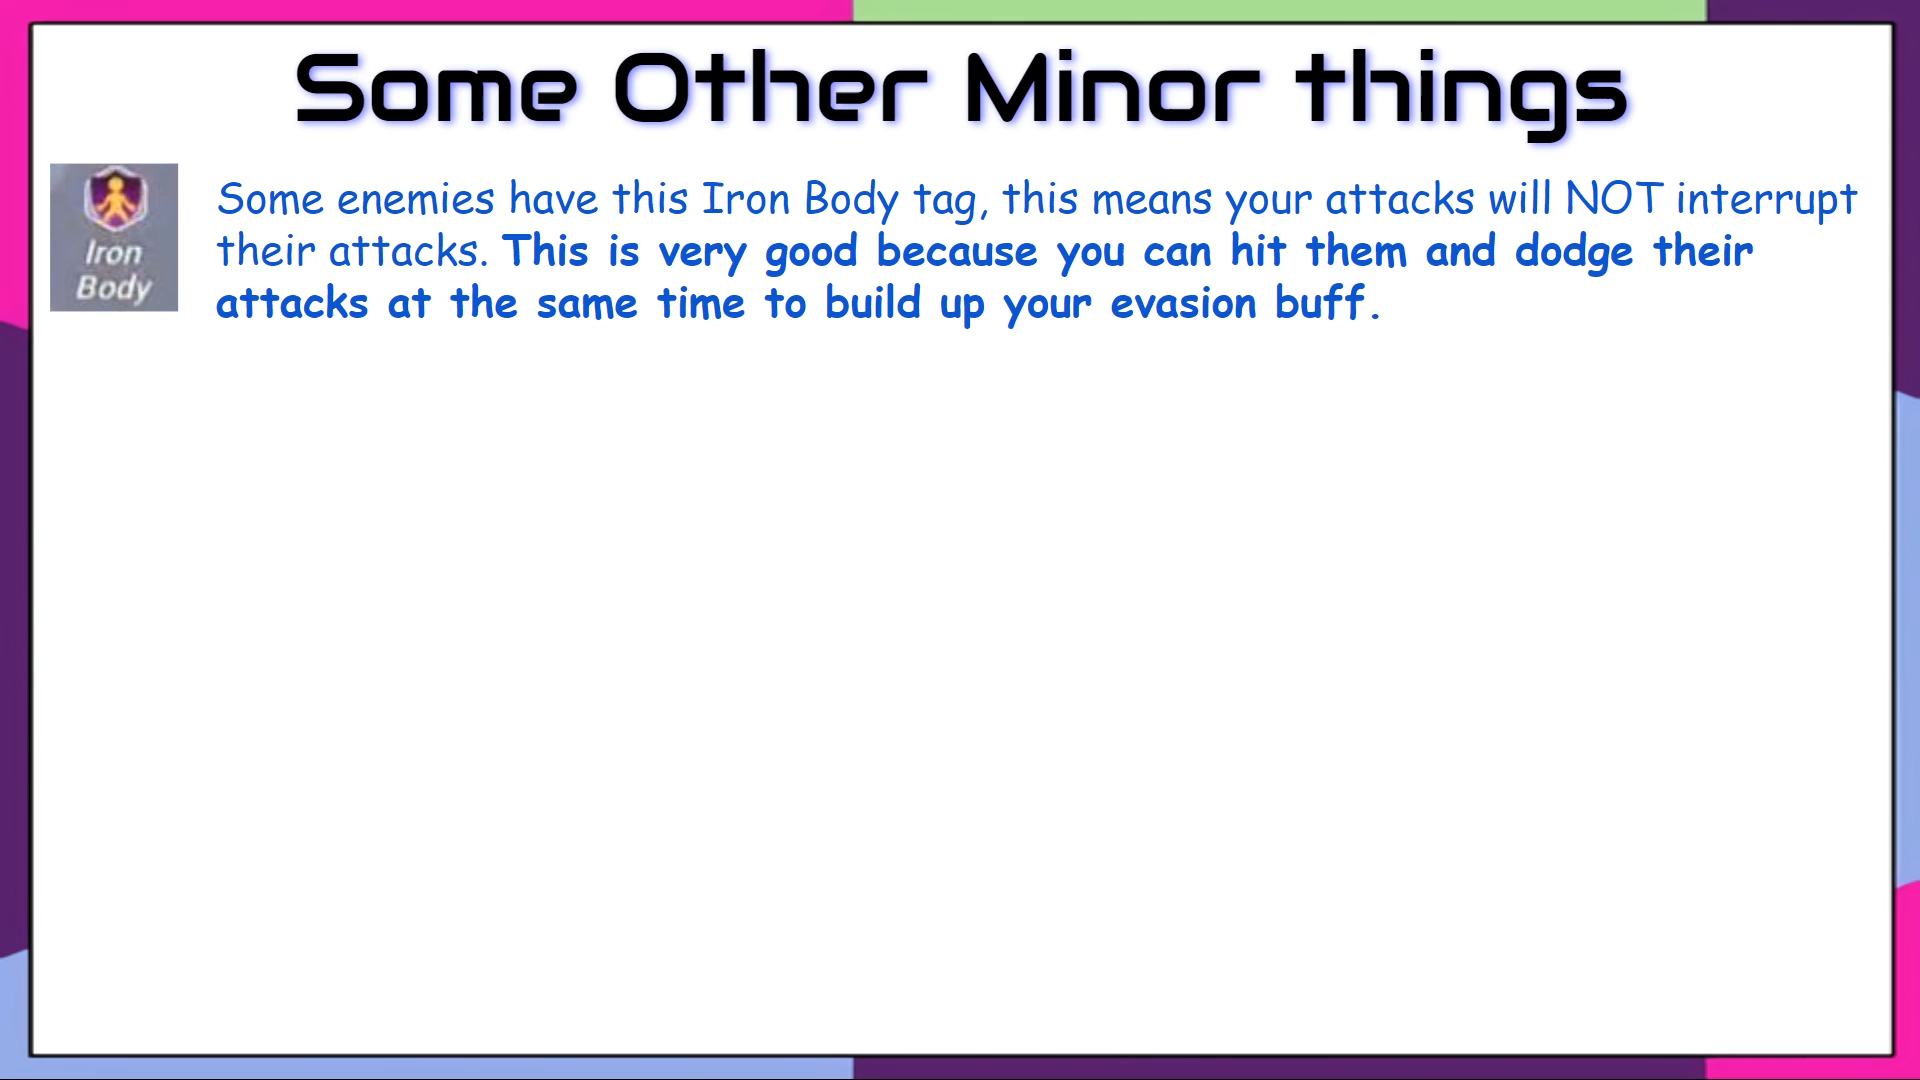 Some Other Minor things
Iron
Body
Some enemies have this Iron Body tag, this means your attacks will NOT interrupt
their attacks. This is very good because you can hit them and dodge their
attacks at the same time to build up your evasion buff.